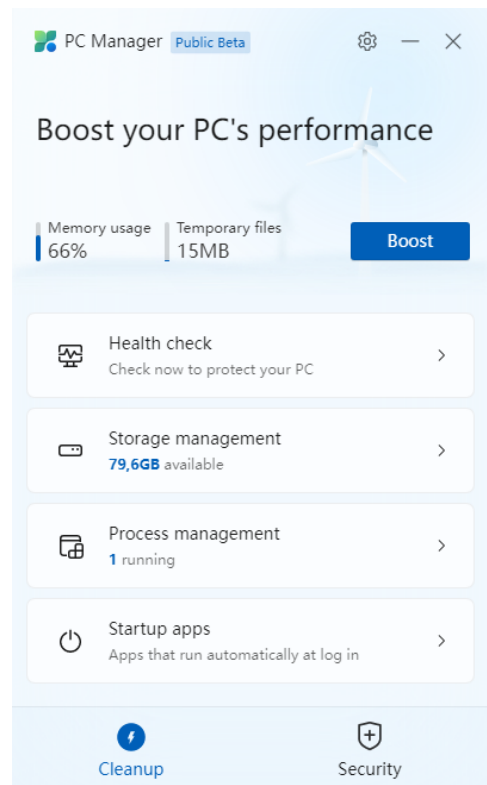 PC Manager Public Beta
Boost your PC's performance
Memory usage
66%
Temporary files
15MB
Boost
Health check
Check now to protect your PC
Storage management
79,6GB available
Process management
1 running
Startup apps
Apps that run automatically at log in
Cleanup
Security